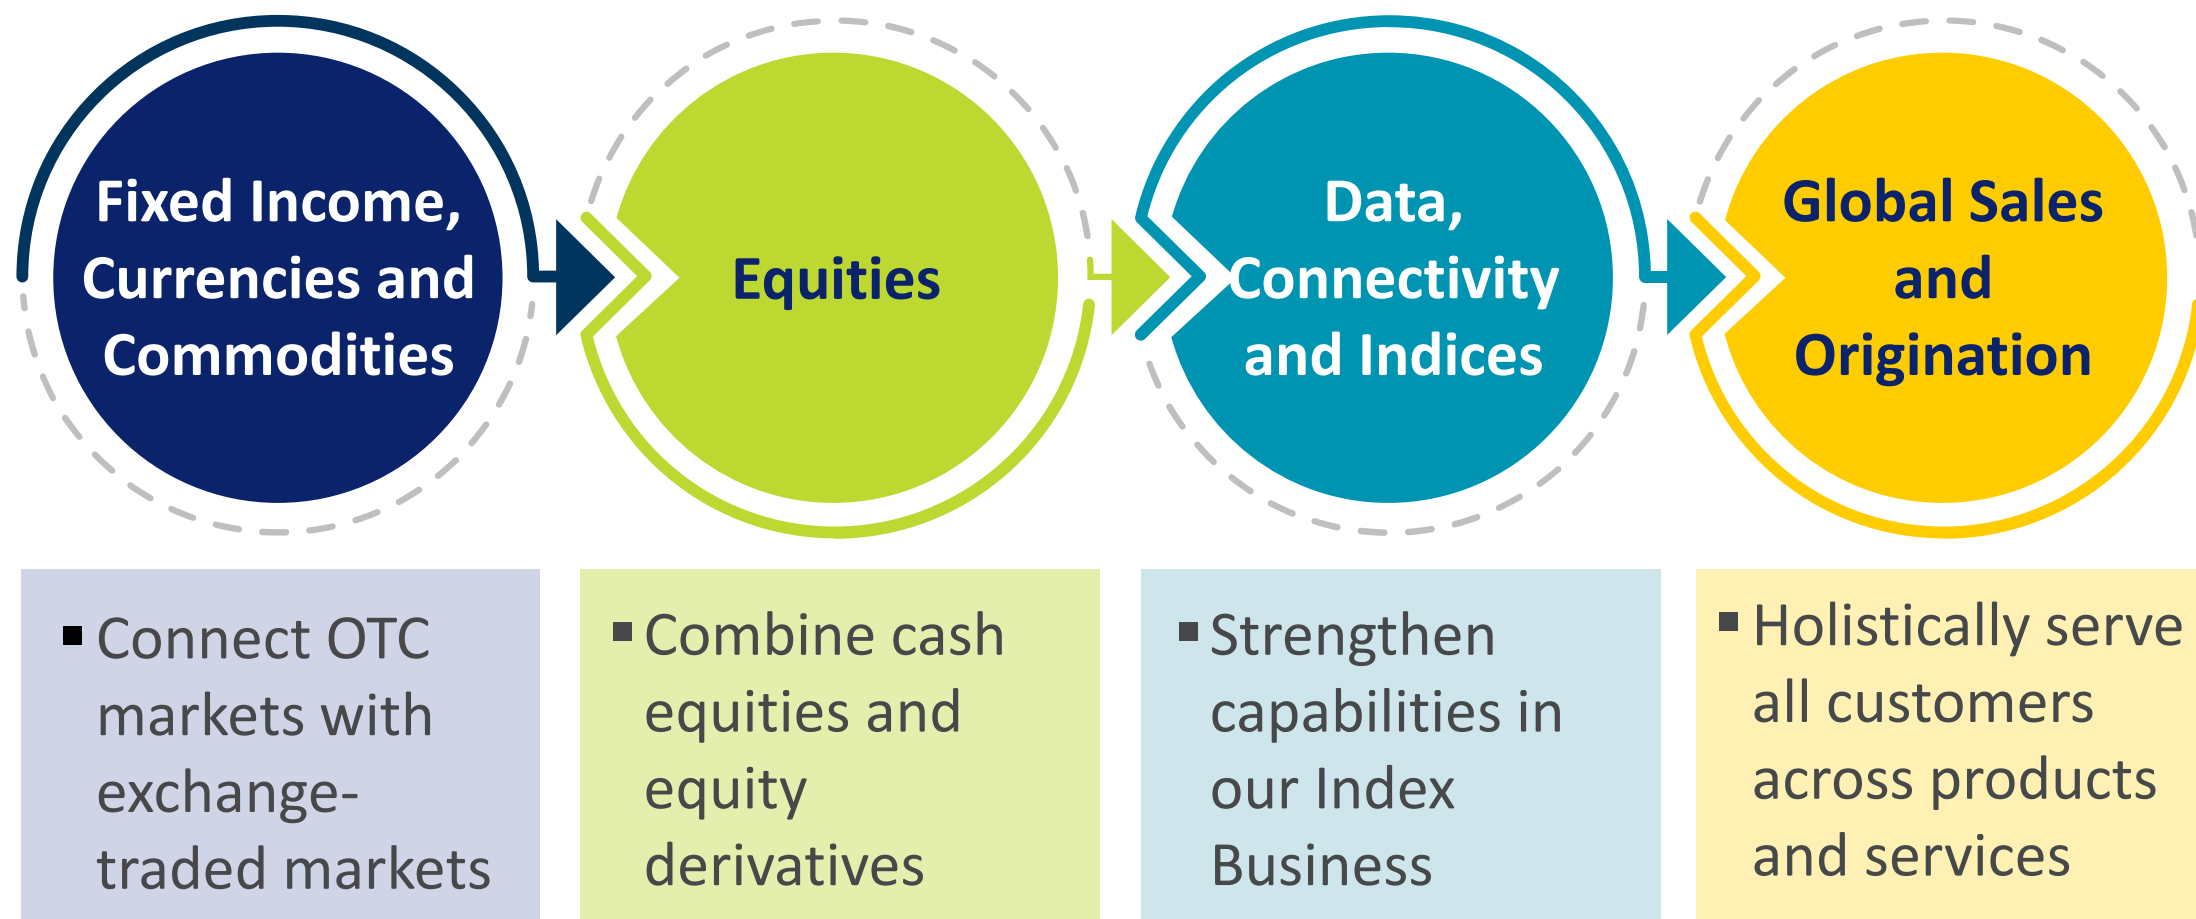 Fixed Income,
Currencies and
Commodities
Equities
Data,
Connectivity
and Indices
Global Sales
and
Origination
▪ Connect OTC
markets with
exchange-
traded markets
▪ Combine cash
equities and
equity
derivatives
▪ Strengthen
capabilities in
our Index
Business
▪ Holistically serve
all customers
across products
and services